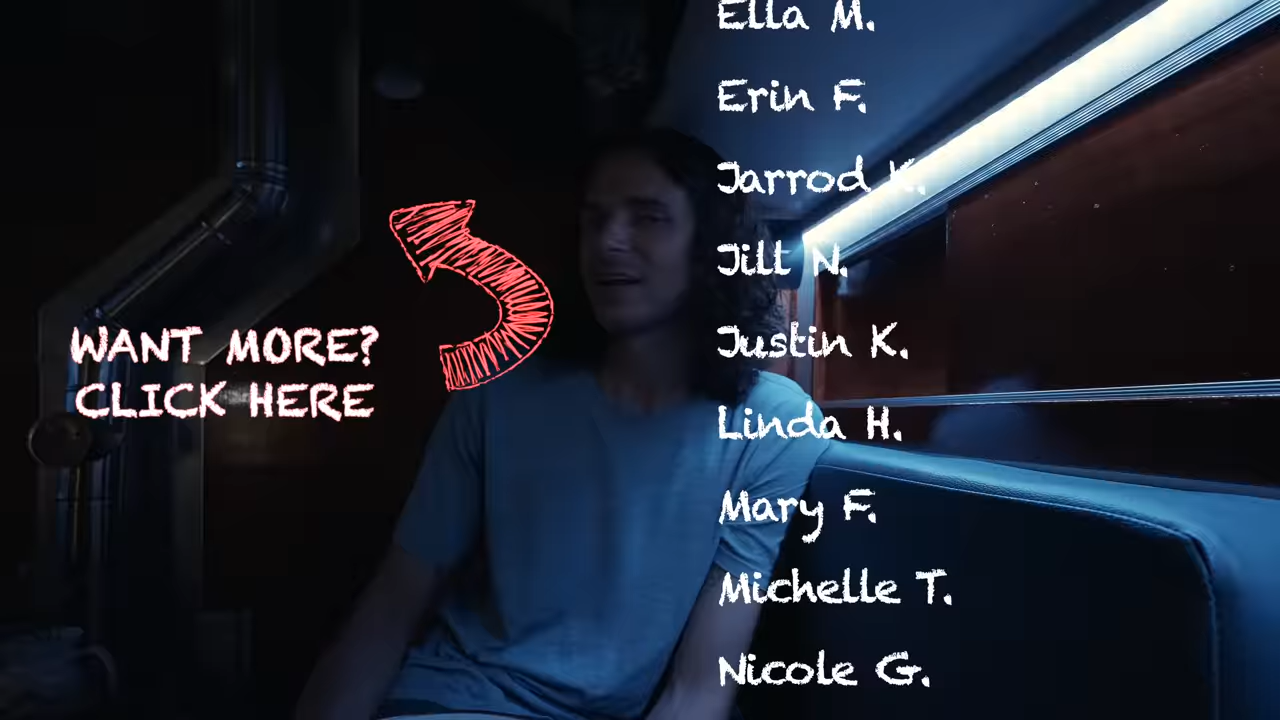 Ella M.
Erin F.
Jarrod K.
Jill N.
WANT MORE?
CLICK HERE
Justin K.
Linda H.
Mary F.
Michelle T.
Nicole G.